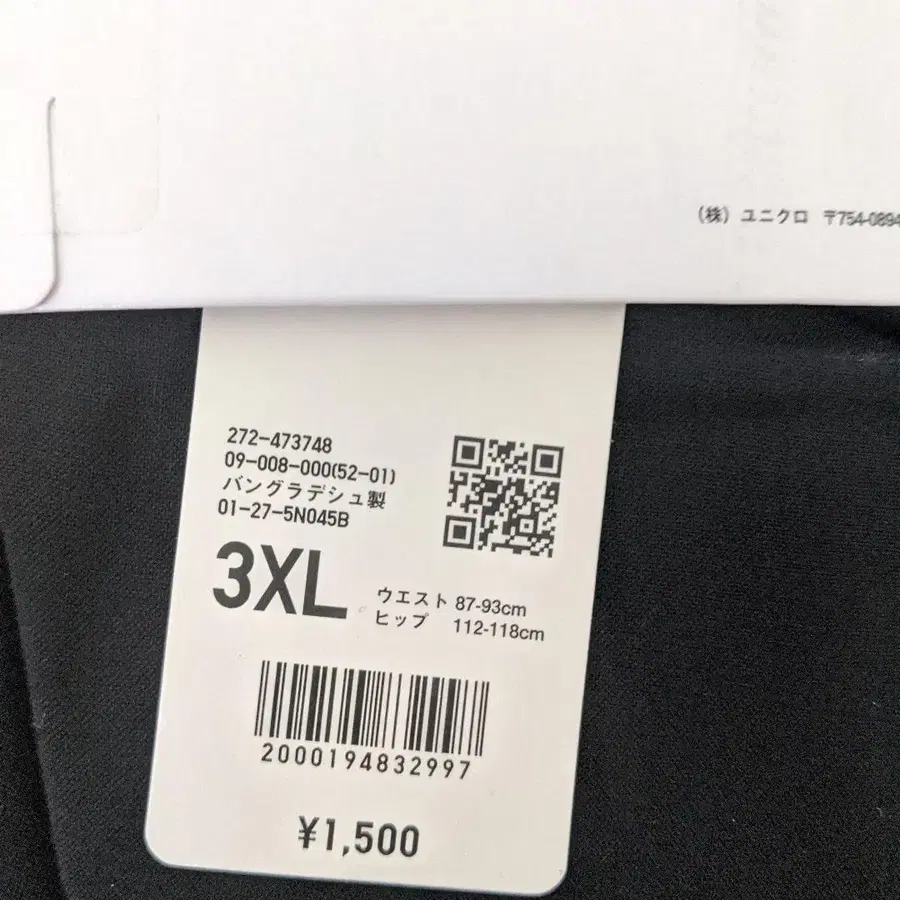 (株) ユニクロ 〒754-0894
272-473748
09-008-000(52-01)
バングラデシュ製
01-27-5N045B
3XL
ウエスト 87-93cm
ヒップ 112-118cm
2000194832997
¥1,500